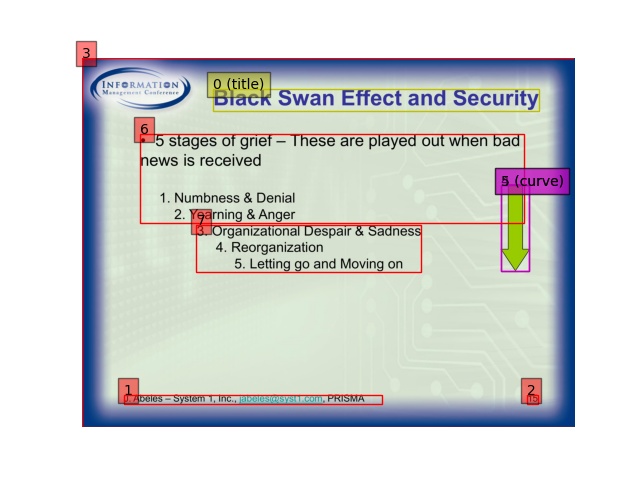 3
INFORMATION
Management Conference
0 (title)
Black Swan Effect and Security
6
• 5 stages of grief – These are played out when bad
news is received
(curve)
1. Numbness & Denial
2. Yearning & Anger
7
3. Organizational Despair & Sadness
4. Reorganization
5. Letting go and Moving on
1
2
J. Abeles – System 1, Inc., jabeles@syst1.com, PRISMA
15